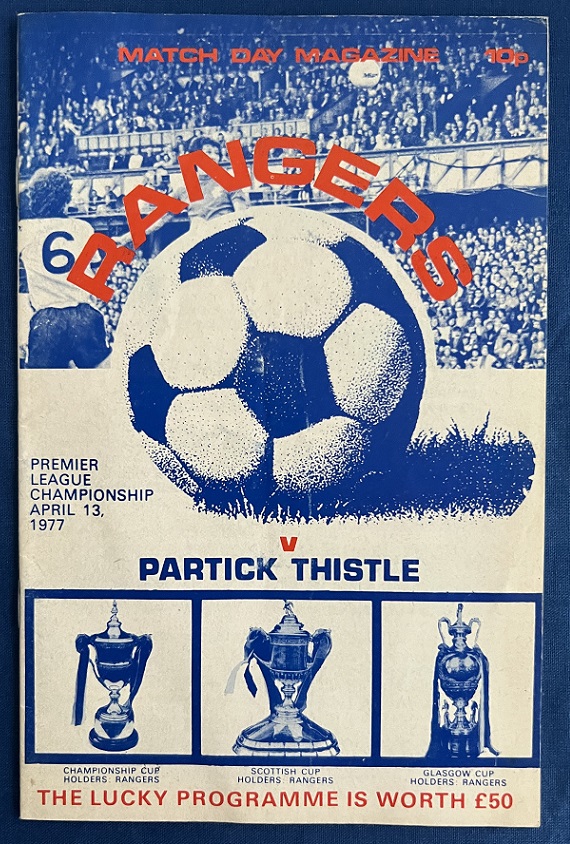 MATCH DAY MAGAZINE 10p
RANGERS
6
PREMIER
LEAGUE
CHAMPIONSHIP
APRIL 13,
1977
v
PARTICK THISTLE
CHAMPIONSHIP CUP
HOLDERS: RANGERS
SCOTTISH CUP
HOLDERS: RANGERS
GLASGOW CUP
HOLDERS: RANGERS
THE LUCKY PROGRAMME IS WORTH £50